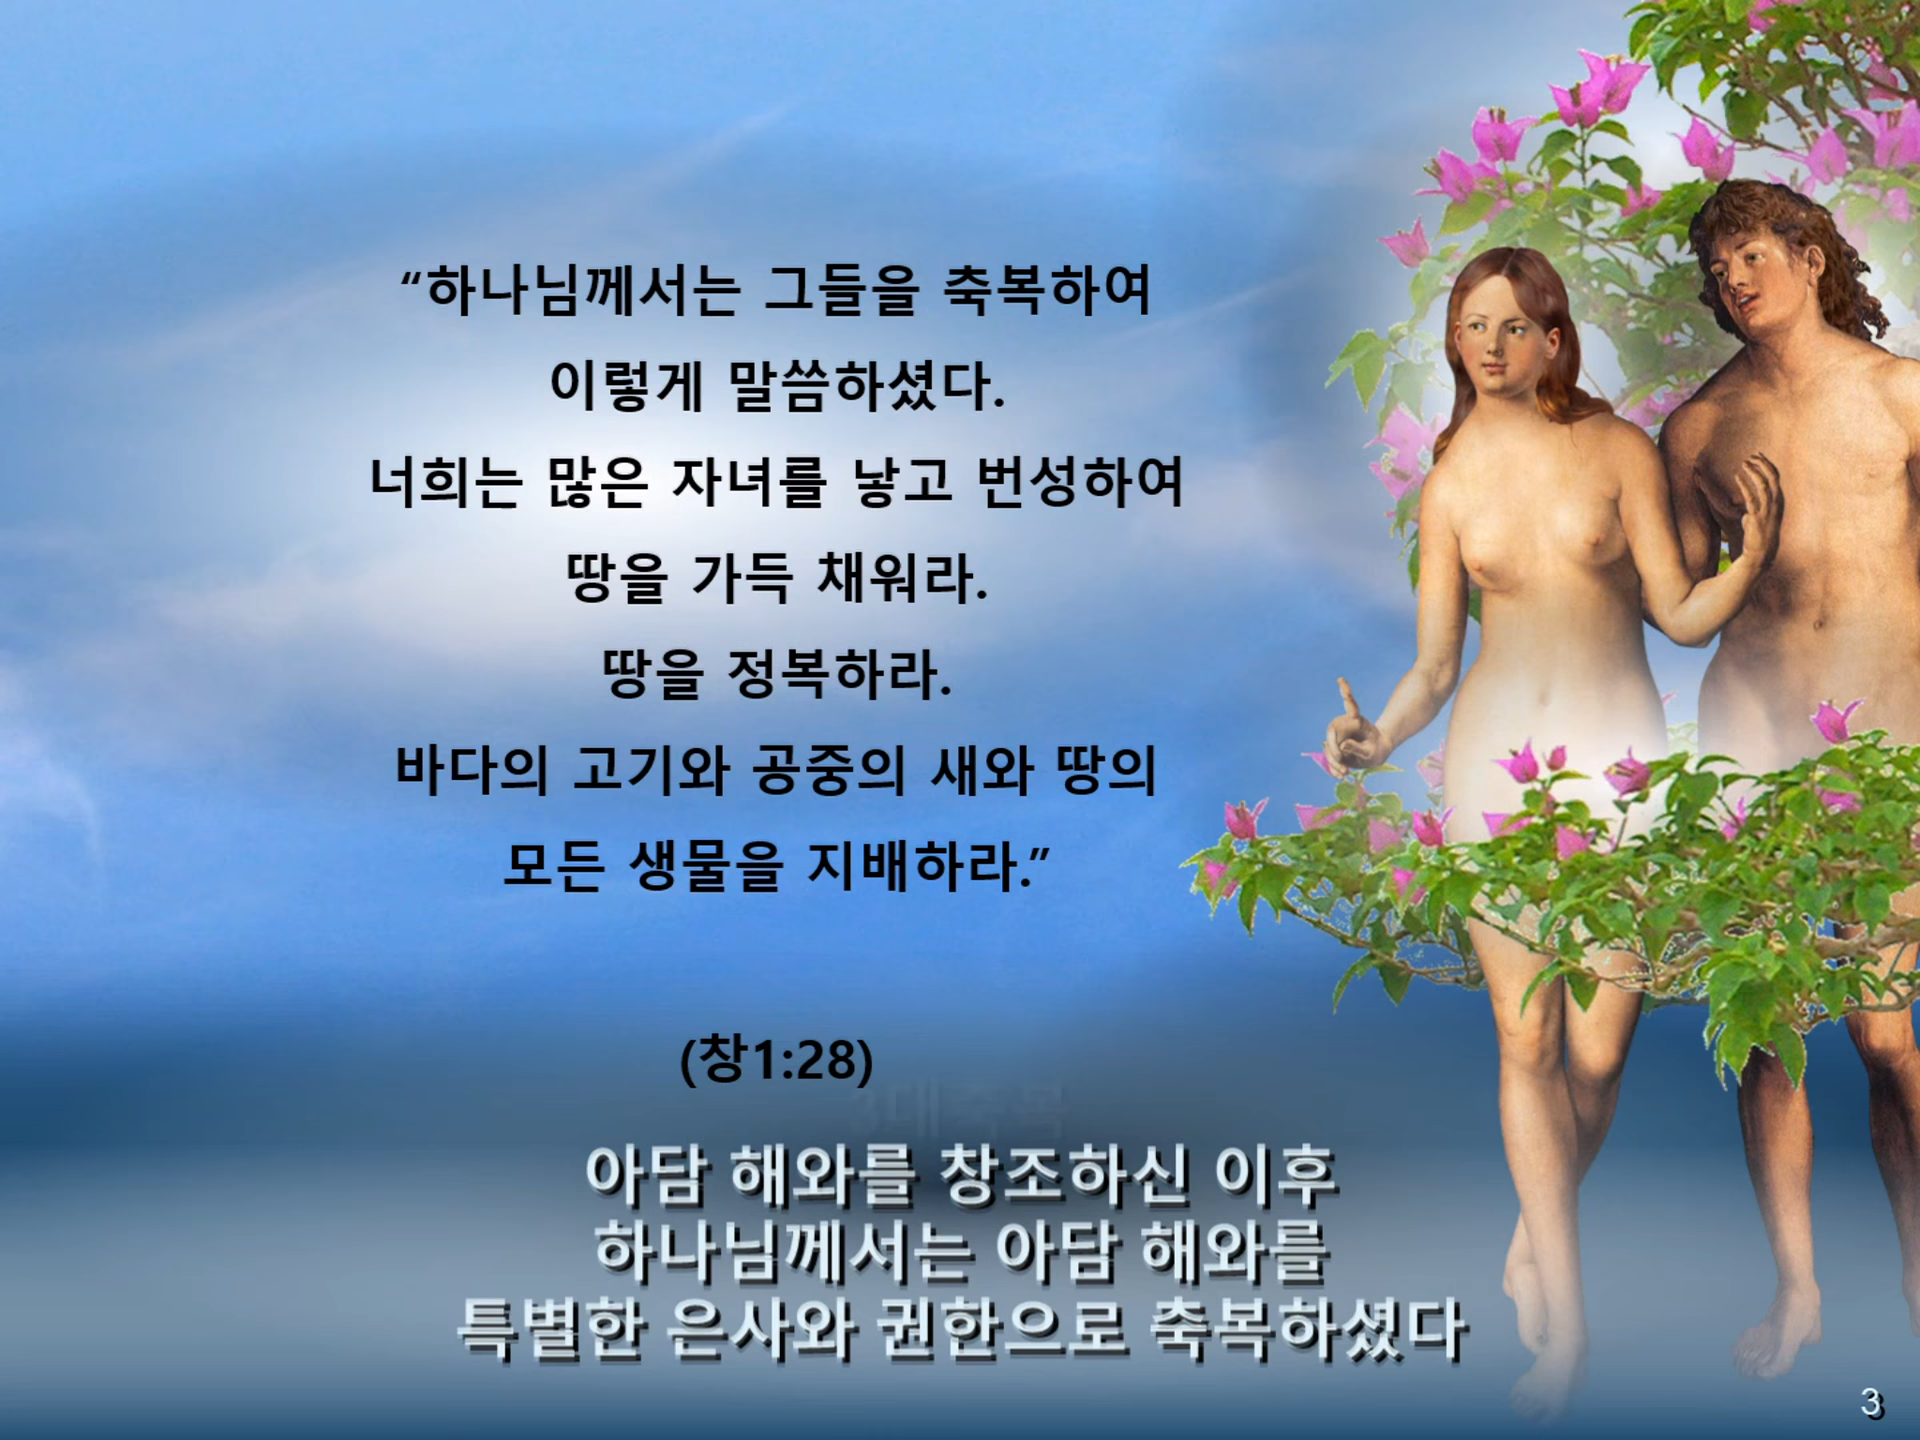 “하나님께서는 그들을 축복하여
이렇게 말씀하셨다.
너희는 많은 자녀를 낳고 번성하여
땅을 가득 채워라.
땅을 정복하라.
바다의 고기와 공중의 새와 땅의
모든 생물을 지배하라.”
(창1:28)
3대축복
아담 해와를 창조하신 이후
하나님께서는 아담 해와를
특별한 은사와 권한으로 축복하셨다
3